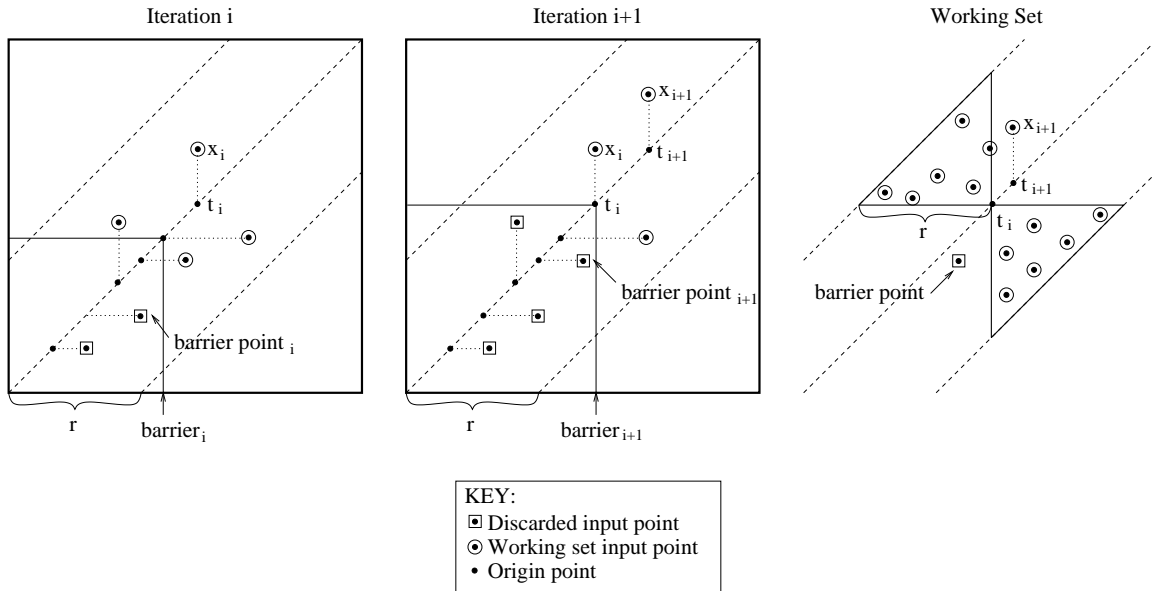 Iteration i
x i
t i
barrier point i
r
barrier i
Iteration i+1
x i+1
x i
t i+1
t i
barrier point i+1
r
barrier i+1
Working Set
x i+1
t i+1
r
t i
barrier point
KEY:
Discarded input point
Working set input point
Origin point